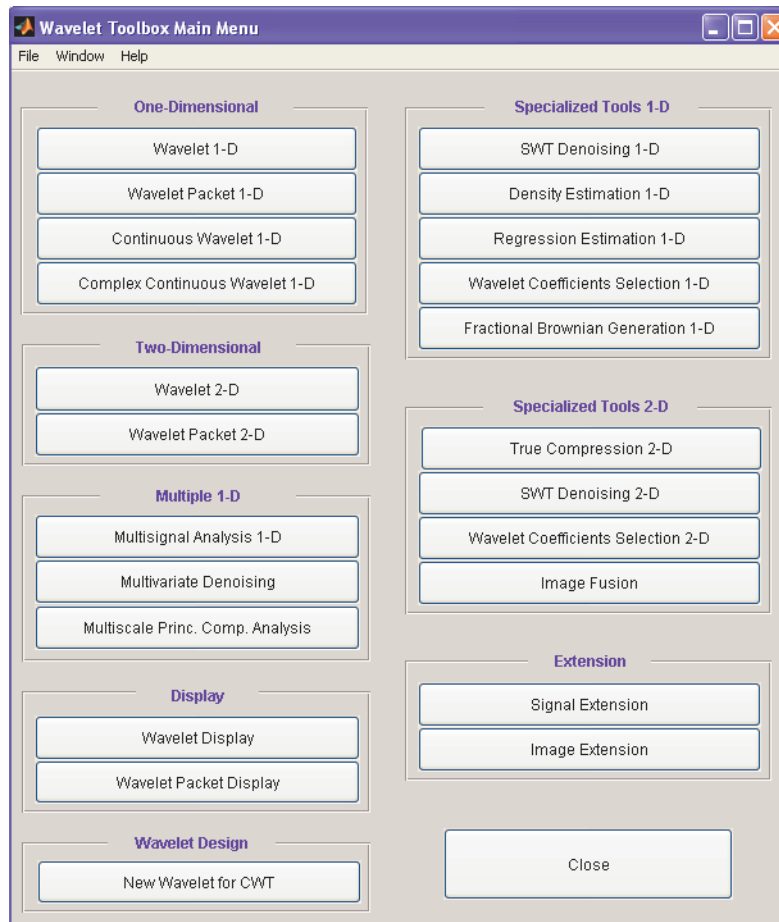 Wavelet Toolbox Main Menu
File Window Help
One-Dimensional
Wavelet 1-D
Wavelet Packet 1-D
Continuous Wavelet 1-D
Complex Continuous Wavelet 1-D
Two-Dimensional
Wavelet 2-D
Wavelet Packet 2-D
Multiple 1-D
Multisignal Analysis 1-D
Multivariate Denoising
Multiscale Princ. Comp. Analysis
Display
Wavelet Display
Wavelet Packet Display
Wavelet Design
New Wavelet for CWT
Specialized Tools 1-D
SWT Denoising 1-D
Density Estimation 1-D
Regression Estimation 1-D
Wavelet Coefficients Selection 1-D
Fractional Brownian Generation 1-D
Specialized Tools 2-D
True Compression 2-D
SWT Denoising 2-D
Wavelet Coefficients Selection 2-D
Image Fusion
Extension
Signal Extension
Image Extension
Close